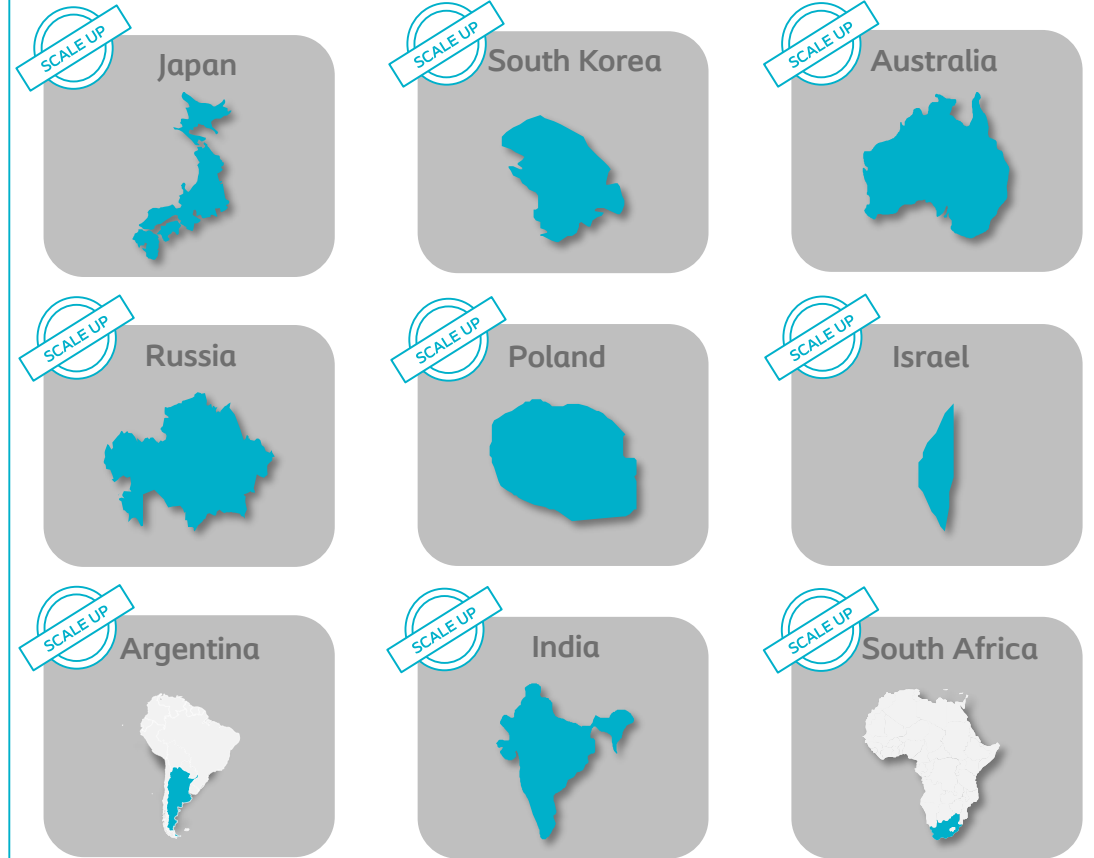 SCALE UP
Japan
SCALE UP
South Korea
SCALE UP
Australia
SCALE UP
Russia
SCALE UP
Poland
SCALE UP
Israel
SCALE UP
Argentina
SCALE UP
India
SCALE UP
South Africa